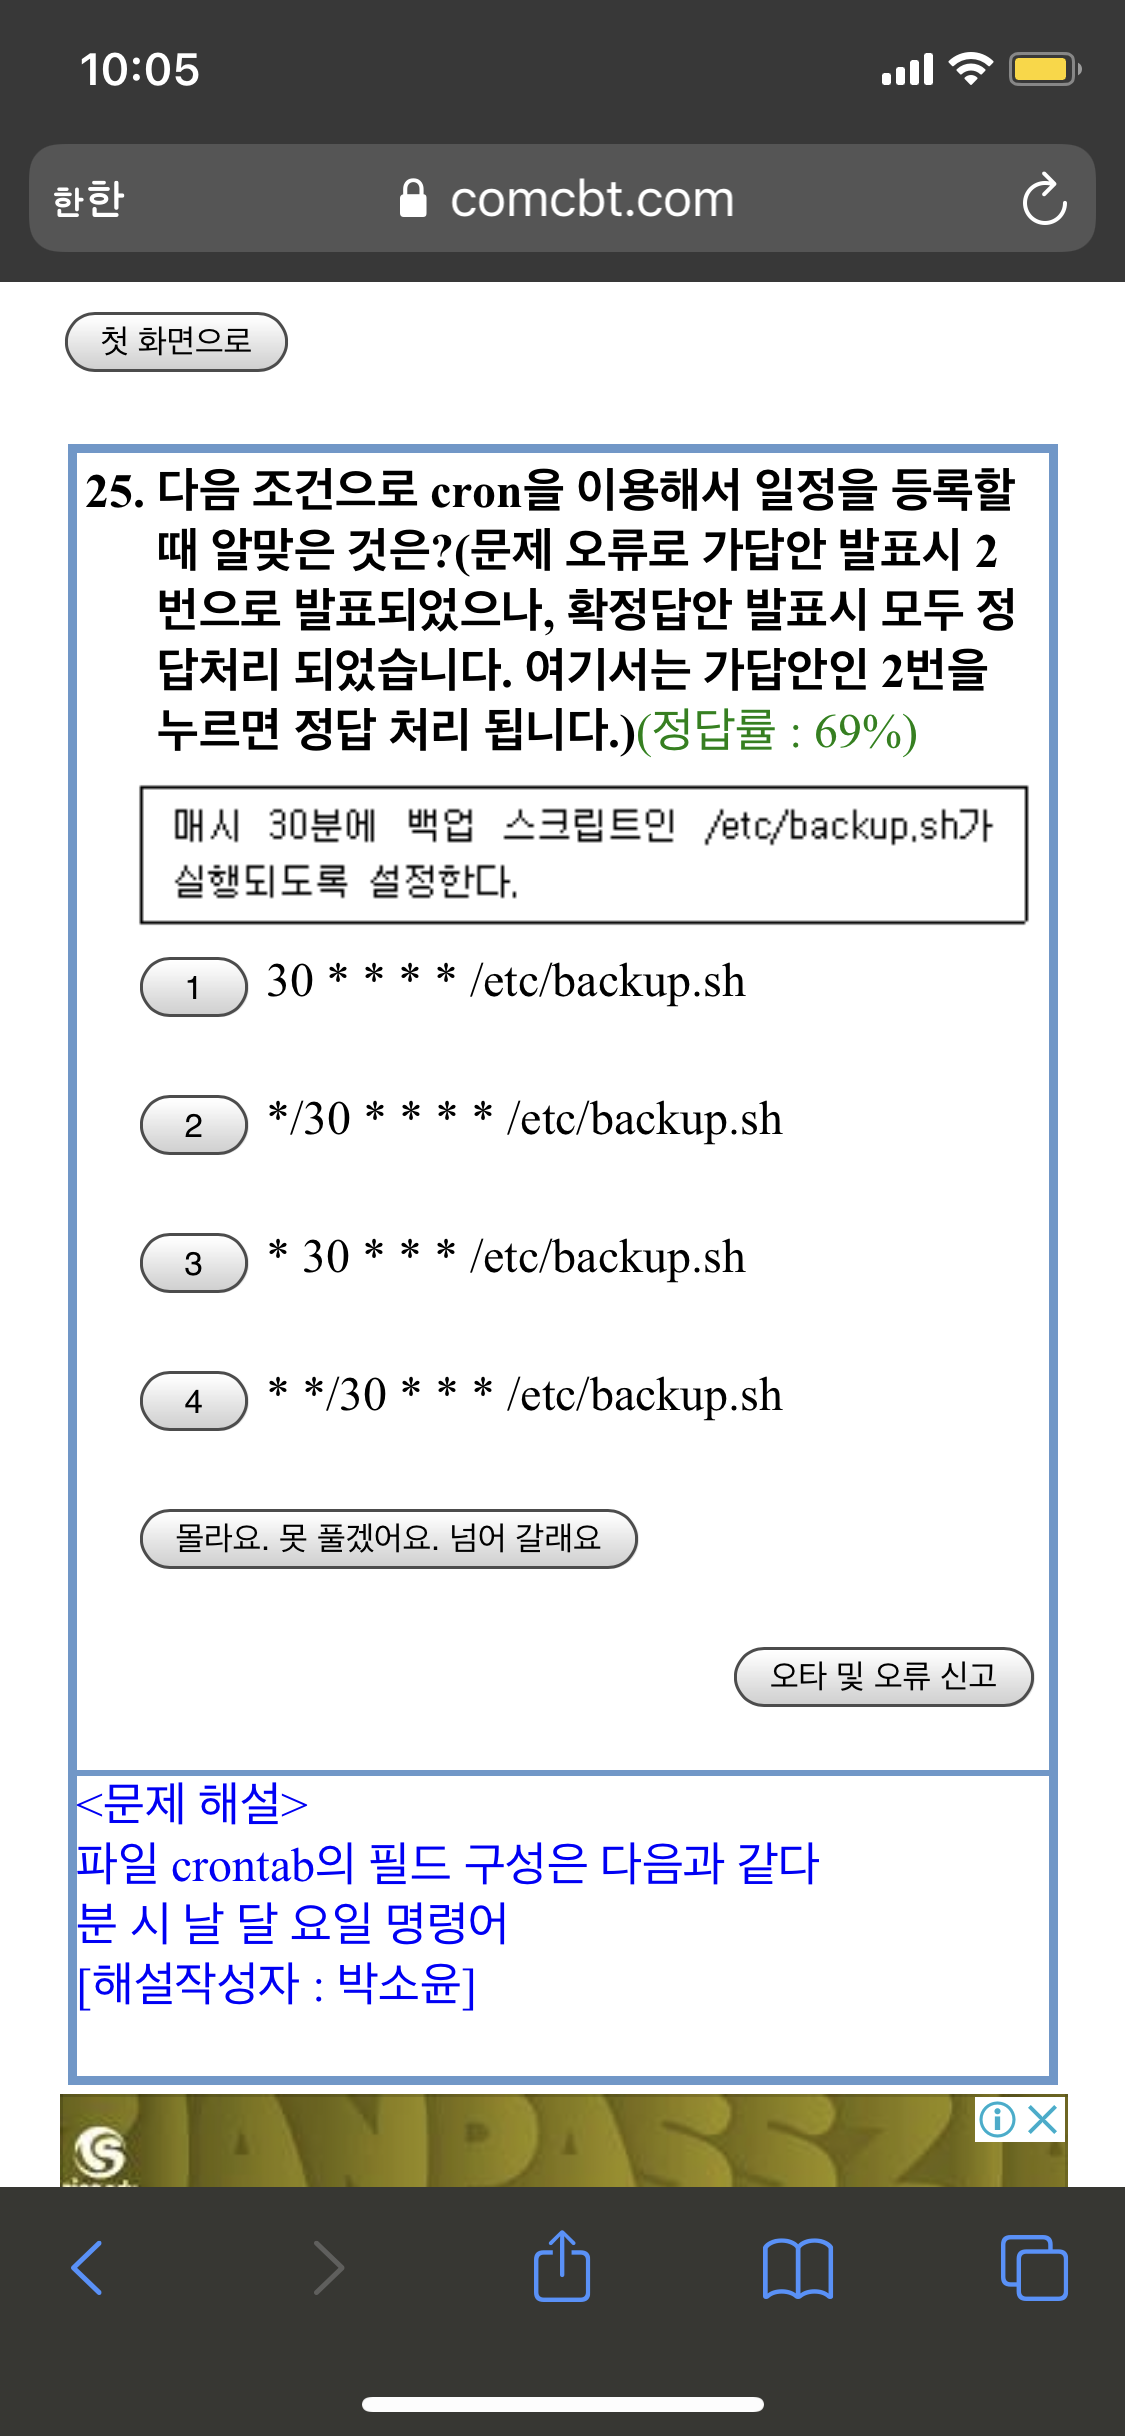 10:05
한한 comcbt.com
첫 화면으로
25. 다음 조건으로 cron을 이용해서 일정을 등록할
때 알맞은 것은?(문제 오류로 가답안 발표시 2
번으로 발표되었으나, 확정답안 발표시 모두 정
답처리 되었습니다. 여기서는 가답안인 2번을
누르면 정답 처리 됩니다.)(정답률 : 69%)
매시 30분에 백업 스크립트인 /etc/backup.sh가
실행되도록 설정한다.
1 30 * * * * /etc/backup.sh
2 */30 * * * * /etc/backup.sh
3 * 30 * * * /etc/backup.sh
4 * */30 * * * /etc/backup.sh
몰라요. 못 풀겠어요. 넘어 갈래요
오타 및 오류 신고
<문제 해설>
파일 crontab의 필드 구성은 다음과 같다
분 시 날 달 요일 명령어
[해설작성자 : 박소윤]